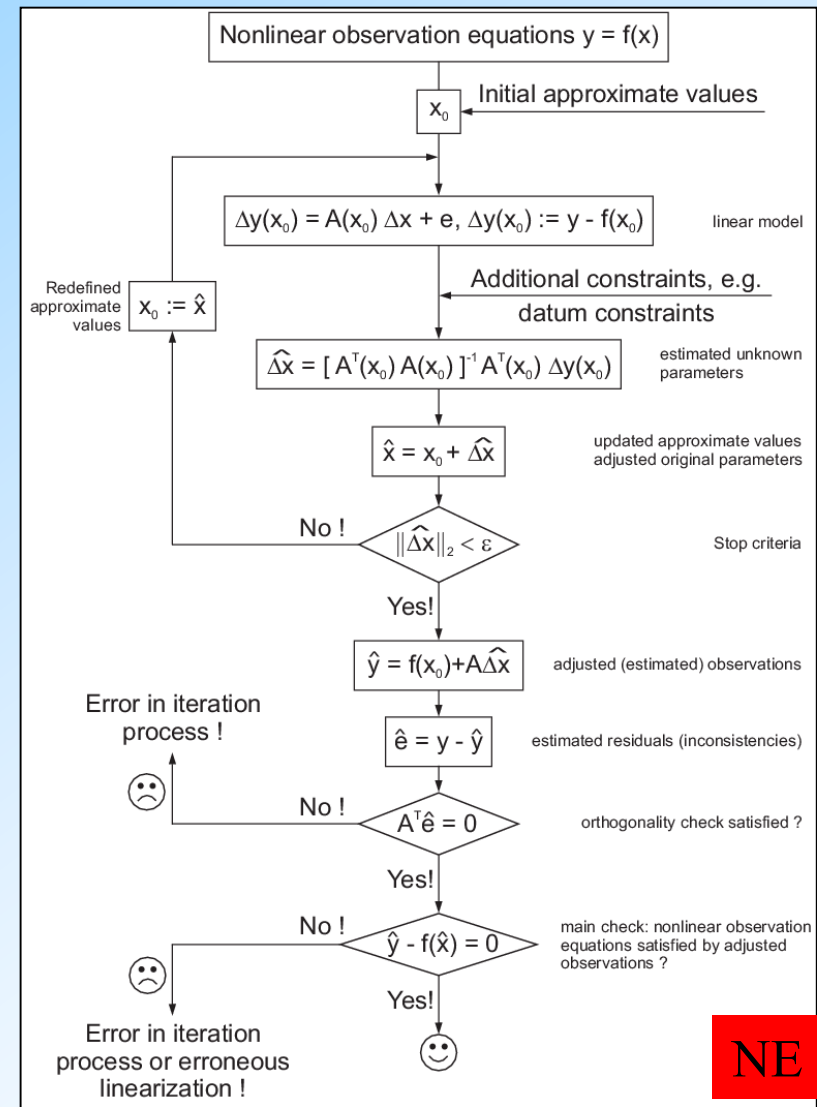 Nonlinear observation equations y = f(x)
Initial approximate values
x₀
Δy(x₀) = A(x₀) Δx + e, Δy(x₀) := y - f(x₀)
linear model
Redefined
approximate
values
x₀ := x̂
Additional constraints, e.g.
datum constraints
Δx̂ = [ Aᵀ(x₀) A(x₀) ]⁻¹ Aᵀ(x₀) Δy(x₀)
estimated unknown
parameters
x̂ = x₀ + Δx̂
updated approximate values
adjusted original parameters
No !
||Δx̂||₂ < ε
Stop criteria
Yes!
ŷ = f(x₀)+AΔx̂
adjusted (estimated) observations
Error in iteration
process !
ê = y - ŷ
estimated residuals (inconsistencies)
No !
Aᵀê = 0
orthogonality check satisfied ?
Yes!
No !
ŷ - f(x̂) = 0
main check: nonlinear observation
equations satisfied by adjusted
observations ?
Yes!
Error in iteration
process or erroneous
linearization !
NE